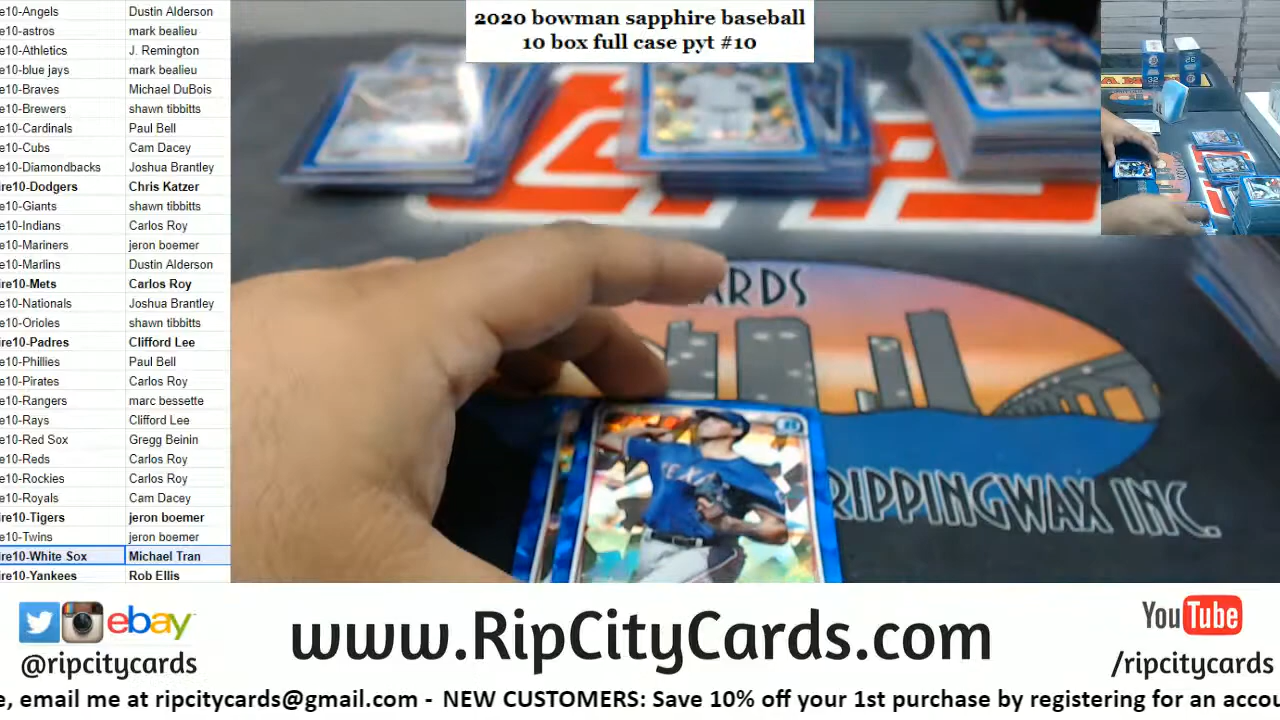 2020 bowman sapphire baseball
10 box full case pyt #10
e10-Angels Dustin Alderson
e10-astros mark bealieu
e10-Athletics J. Remington
e10-blue jays mark bealieu
e10-Braves Michael DuBois
e10-Brewers shawn tibbitts
e10-Cardinals Paul Bell
e10-Cubs Cam Dacey
e10-Diamondbacks Joshua Brantley
ire10-Dodgers Chris Katzer
e10-Giants shawn tibbitts
e10-Indians Carlos Roy
e10-Mariners jeron boemer
e10-Marlins Dustin Alderson
ire10-Mets Carlos Roy
e10-Nationals Joshua Brantley
e10-Orioles shawn tibbitts
ire10-Padres Clifford Lee
e10-Phillies Paul Bell
e10-Pirates Carlos Roy
e10-Rangers marc bessette
e10-Rays Clifford Lee
e10-Red Sox Gregg Beinin
e10-Reds Carlos Roy
e10-Rockies Carlos Roy
e10-Royals Cam Dacey
ire10-Tigers jeron boemer
e10-Twins jeron boemer
ire10-White Sox Michael Tran
ire10-Yankees Rob Ellis
ARDS
RIPPINGWAX INC.
TEXA
ebay
@ripcitycards
www.RipCityCards.com
YouTube
/ripcitycards
e, email me at ripcitycards@gmail.com - NEW CUSTOMERS: Save 10% off your 1st purchase by registering for an accou